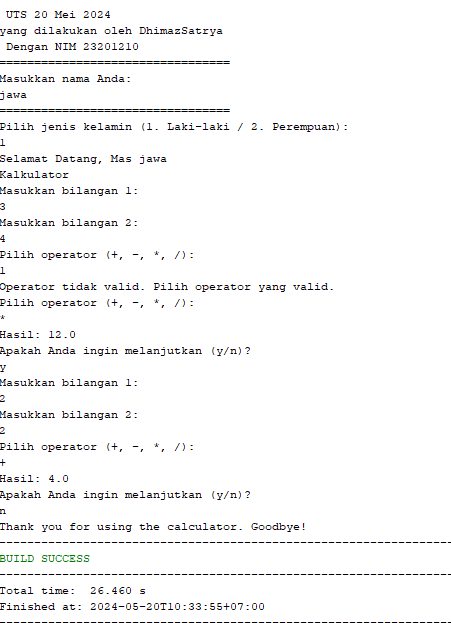 UTS 20 Mei 2024
yang dilakukan oleh DhimazSatrya
Dengan NIM 23201210
=================================
Masukkan nama Anda:
jawa
=================================
Pilih jenis kelamin (1. Laki-laki / 2. Perempuan):
1
Selamat Datang, Mas jawa
Kalkulator
Masukkan bilangan 1:
3
Masukkan bilangan 2:
4
Pilih operator (+, -, *, /):
1
Operator tidak valid. Pilih operator yang valid.
Pilih operator (+, -, *, /):
*
Hasil: 12.0
Apakah Anda ingin melanjutkan (y/n)?
y
Masukkan bilangan 1:
2
Masukkan bilangan 2:
2
Pilih operator (+, -, *, /):
+
Hasil: 4.0
Apakah Anda ingin melanjutkan (y/n)?
n
Thank you for using the calculator. Goodbye!
------------------------------------------------------------------
BUILD SUCCESS
------------------------------------------------------------------
Total time:  26.460 s
Finished at: 2024-05-20T10:33:55+07:00
------------------------------------------------------------------